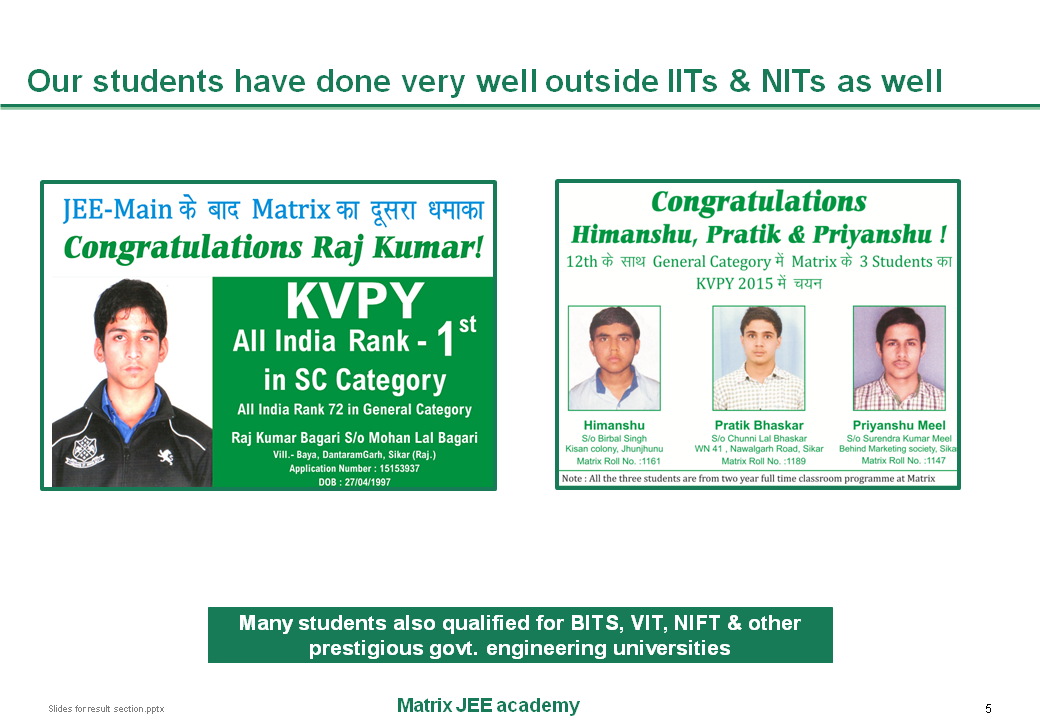 Our students have done very well outside IITs & NITs as well
JEE-Main के बाद Matrix का दूसरा धमाका
Congratulations Raj Kumar!
KVPY
All India Rank - 1st
in SC Category
All India Rank 72 in General Category
Raj Kumar Bagari S/o Mohan Lal Bagari
Vill.- Baya, DantaramGarh, Sikar (Raj.)
Application Number : 15153937
DOB : 27/04/1997
Congratulations
Himanshu, Pratik & Priyanshu !
12th के साथ General Category में Matrix के 3 Students का
KVPY 2015 में चयन
Himanshu
S/o Birbal Singh
Kisan colony, Jhunjhunu
Matrix Roll No. :1161
Pratik Bhaskar
S/o Chunni Lal Bhaskar
WN 41 , Nawalgarh Road, Sikar
Matrix Roll No. :1189
Priyanshu Meel
S/o Surendra Kumar Meel
Behind Marketing society, Sika
Matrix Roll No. :1147
Note : All the three students are from two year full time classroom programme at Matrix
Many students also qualified for BITS, VIT, NIFT & other
prestigious govt. engineering universities
Slides for result section.pptx
Matrix JEE academy
5